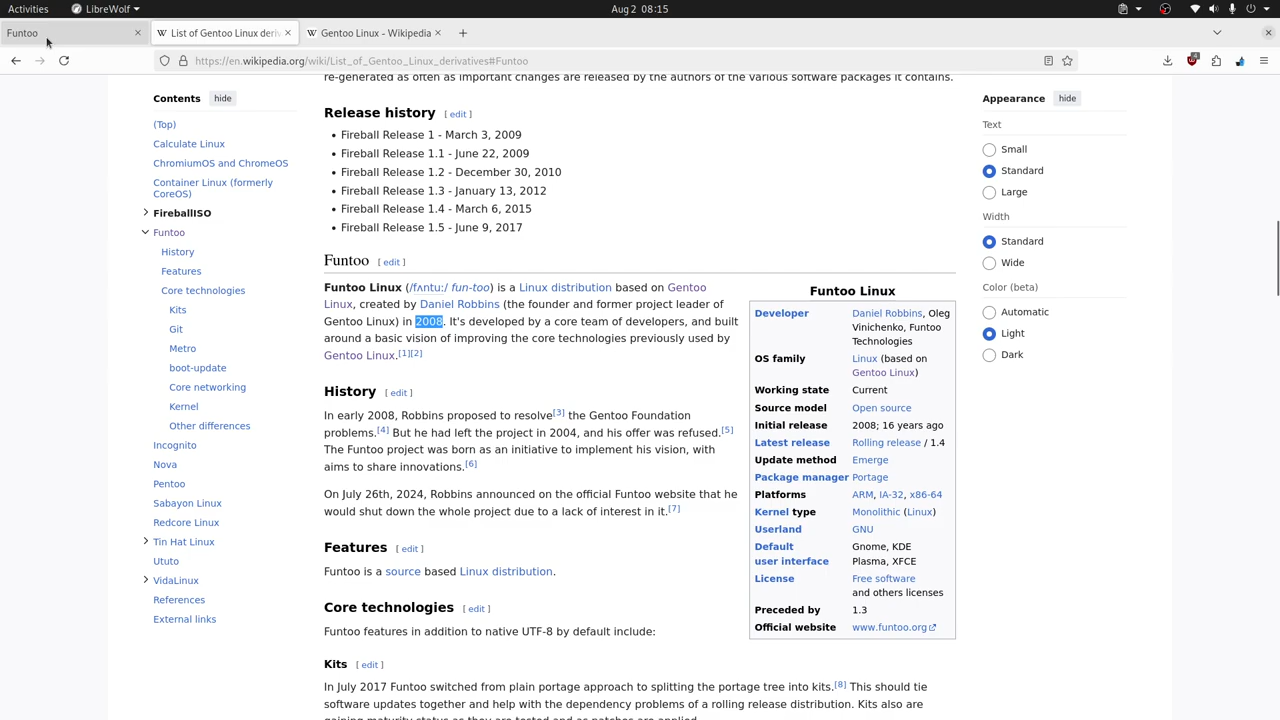 Activities
LibreWolf
Aug 2 08:15
Funtoo
List of Gentoo Linux deri
Gentoo Linux - Wikipedia
https://en.wikipedia.org/wiki/List_of_Gentoo_Linux_derivatives#Funtoo
4
re-generated as often as important changes are released by the authors of the various software packages it contains.
Contents hide
(Top)
Calculate Linux
ChromiumOS and ChromeOS
Container Linux (formerly
CoreOS)
FireballISO
Funtoo
History
Features
Core technologies
Kits
Git
Metro
boot-update
Core networking
Kernel
Other differences
Incognito
Nova
Pentoo
Sabayon Linux
Redcore Linux
Tin Hat Linux
Ututo
VidaLinux
References
External links
Release history [ edit ]
• Fireball Release 1 - March 3, 2009
• Fireball Release 1.1 - June 22, 2009
• Fireball Release 1.2 - December 30, 2010
• Fireball Release 1.3 - January 13, 2012
• Fireball Release 1.4 - March 6, 2015
• Fireball Release 1.5 - June 9, 2017
Funtoo [ edit ]
Funtoo Linux (/fʌntuː/ fun-too) is a Linux distribution based on Gentoo
Linux, created by Daniel Robbins (the founder and former project leader of
Gentoo Linux) in 2008. It's developed by a core team of developers, and built
around a basic vision of improving the core technologies previously used by
Gentoo Linux.[1][2]
History [ edit ]
In early 2008, Robbins proposed to resolve[3] the Gentoo Foundation
problems.[4] But he had left the project in 2004, and his offer was refused.[5]
The Funtoo project was born as an initiative to implement his vision, with
aims to share innovations.[6]
On July 26th, 2024, Robbins announced on the official Funtoo website that he
would shut down the whole project due to a lack of interest in it.[7]
Features [ edit ]
Funtoo is a source based Linux distribution.
Core technologies [ edit ]
Funtoo features in addition to native UTF-8 by default include:
Kits [ edit ]
In July 2017 Funtoo switched from plain portage approach to splitting the portage tree into kits.[8] This should tie
software updates together and help with the dependency problems of a rolling release distribution. Kits also are
gaining maturity status as they are tested and as patches are applied.
Funtoo Linux
Developer Daniel Robbins, Oleg
Vinichenko, Funtoo
Technologies
OS family Linux (based on
Gentoo Linux)
Working state Current
Source model Open source
Initial release 2008; 16 years ago
Latest release Rolling release / 1.4
Update method Emerge
Package manager Portage
Platforms ARM, IA-32, x86-64
Kernel type Monolithic (Linux)
Userland GNU
Default Gnome, KDE
user interface Plasma, XFCE
License Free software
and others licenses
Preceded by 1.3
Official website www.funtoo.org
Appearance hide
Text
Small
Standard
Large
Width
Standard
Wide
Color (beta)
Automatic
Light
Dark